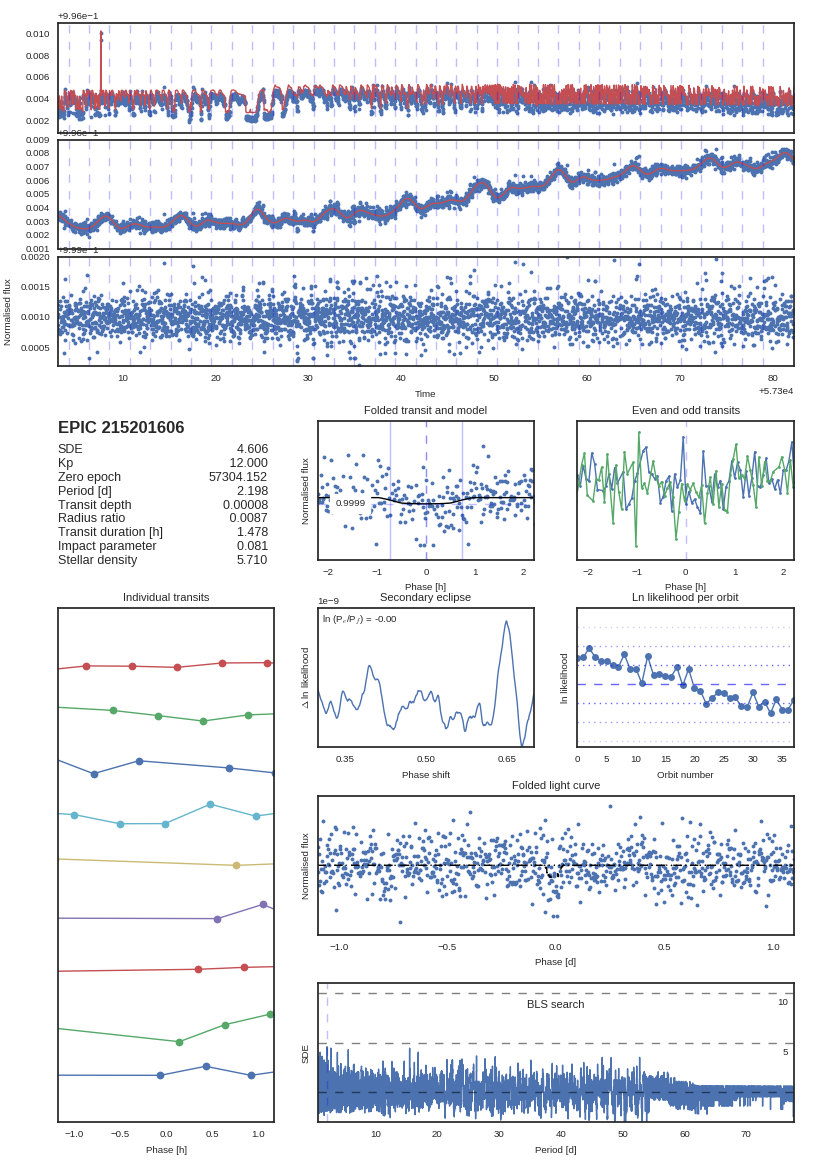 +9.96e−1
0.010
0.008
0.006
0.004
0.002
+9.96e−1
0.009
0.008
0.007
0.006
0.005
0.004
0.003
0.002
0.001
+9.99e−1
0.0020
0.0015
0.0010
0.0005
Normalised flux
10 20 30 40 50 60 70 80
Time
+5.73e4
EPIC 215201606
SDE 4.606
Kp 12.000
Zero epoch 57304.152
Period [d] 2.198
Transit depth 0.00008
Radius ratio 0.0087
Transit duration [h] 1.478
Impact parameter 0.081
Stellar density 5.710
Folded transit and model
Normalised flux
0.9999
−2 −1 0 1 2
Phase [h]
Even and odd transits
−2 −1 0 1 2
Phase [h]
Individual transits
−1.0 −0.5 0.0 0.5 1.0
Phase [h]
Secondary eclipse
1e−9
ln (Pₑ/P𝑓) = -0.00
Δ ln likelihood
0.35 0.50 0.65
Phase shift
Ln likelihood per orbit
ln likelihood
0 5 10 15 20 25 30 35
Orbit number
Folded light curve
Normalised flux
−1.0 −0.5 0.0 0.5 1.0
Phase [d]
BLS search
10
5
SDE
10 20 30 40 50 60 70
Period [d]